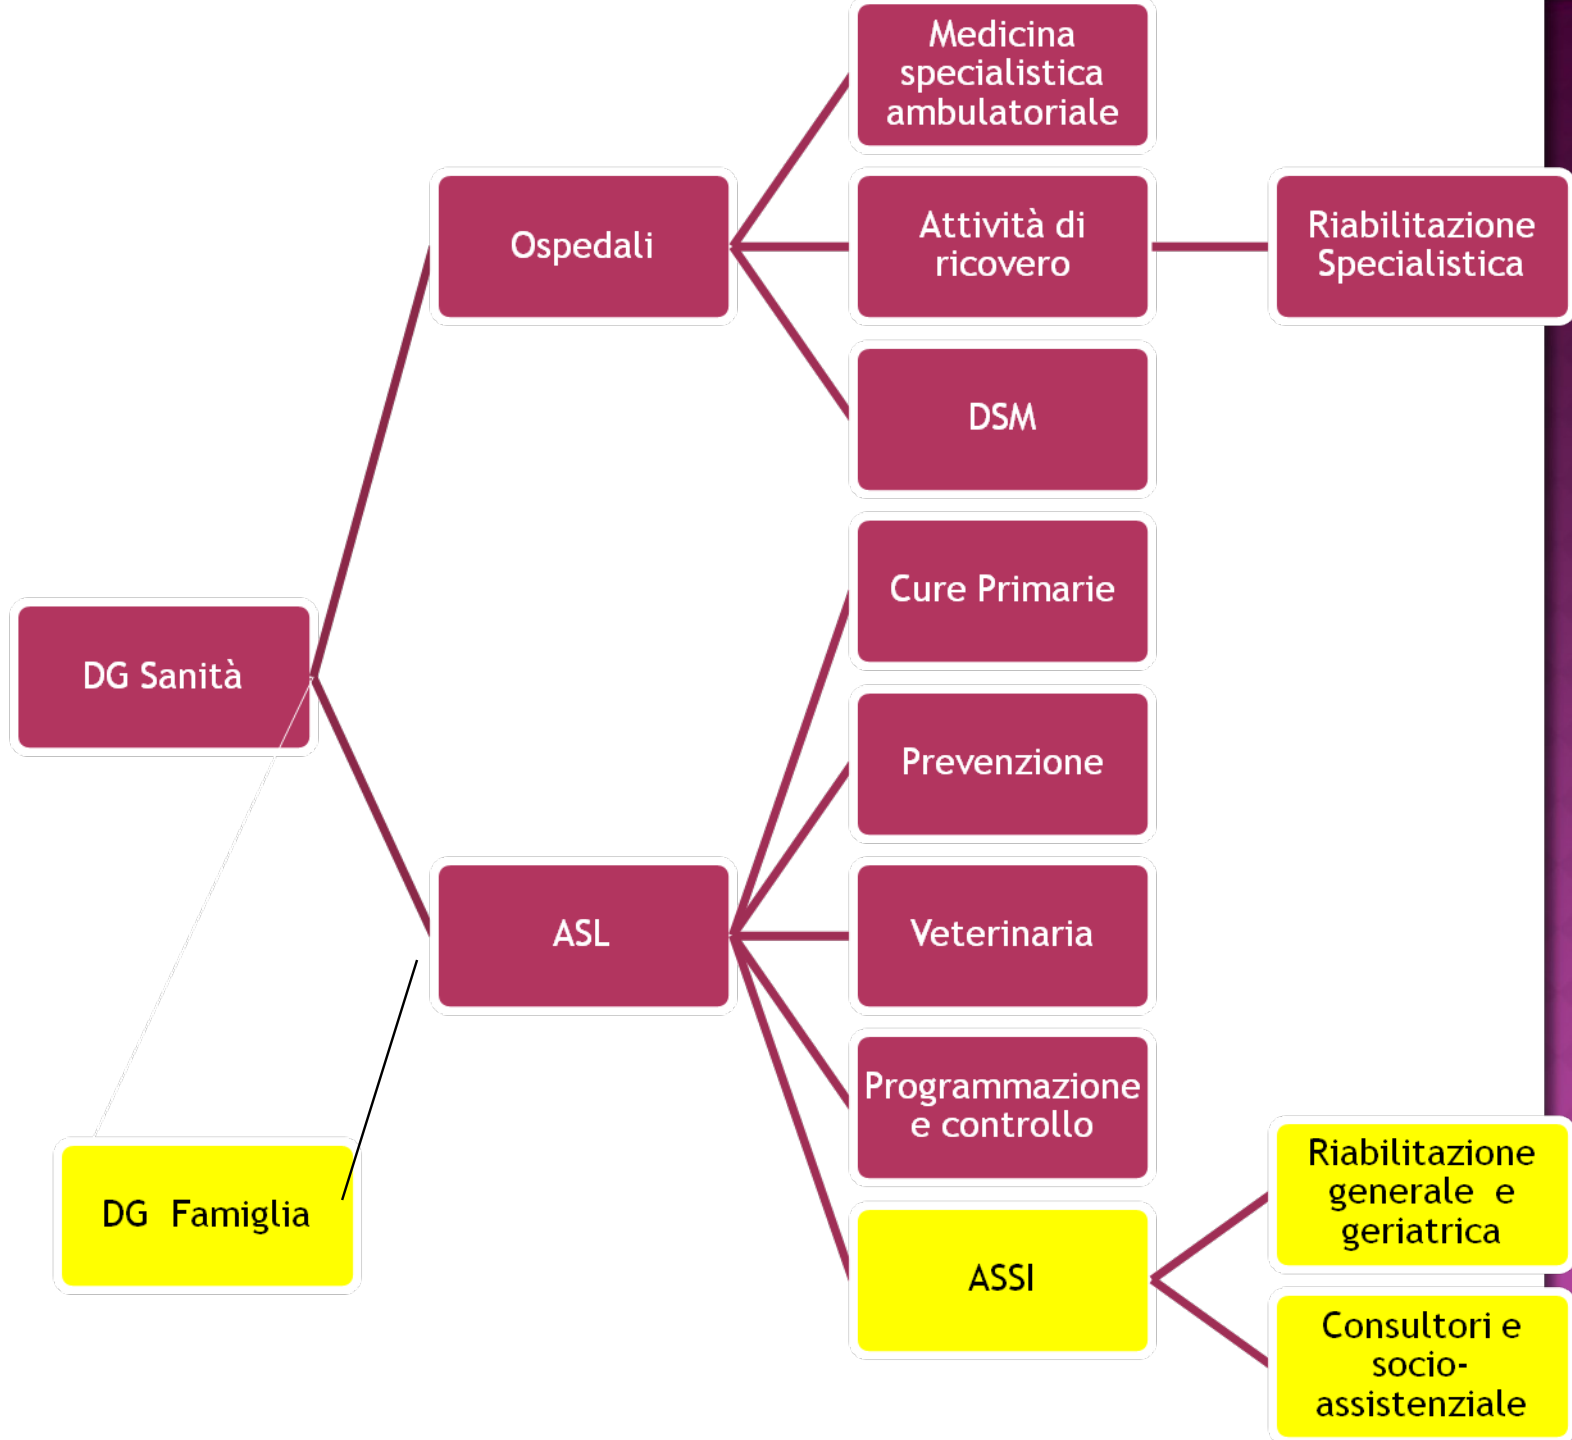 Medicina
specialistica
ambulatoriale
Ospedali
Attività di
ricovero
Riabilitazione
Specialistica
DSM
Cure Primarie
DG Sanità
Prevenzione
ASL
Veterinaria
Programmazione
e controllo
DG Famiglia
ASSI
Riabilitazione
generale e
geriatrica
Consultori e
socio-
assistenziale